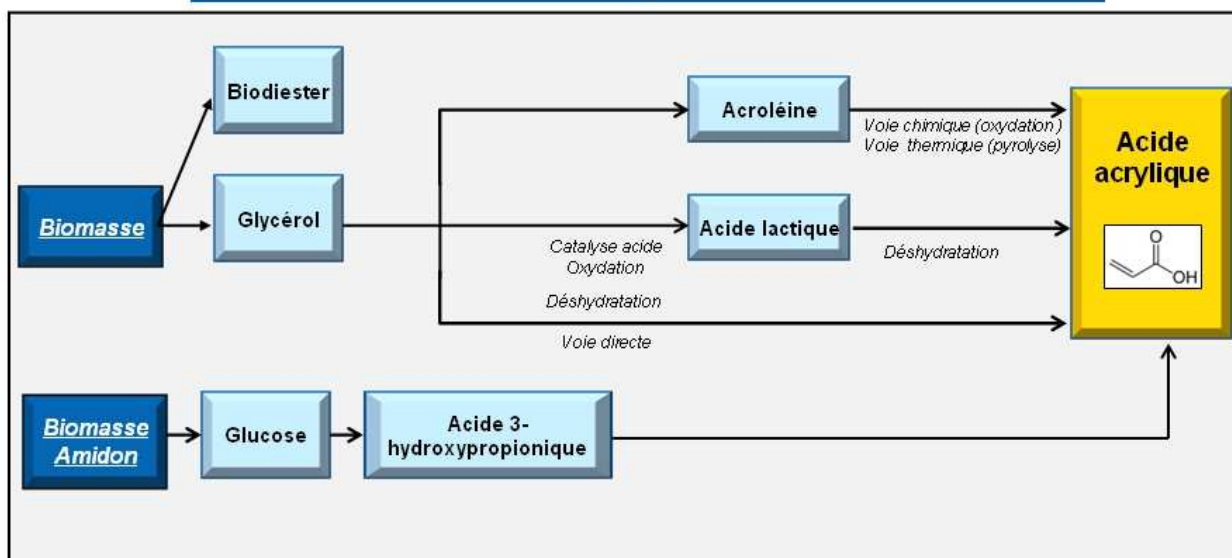 Biodiester
Acroléine
Voie chimique (oxydation)
Voie thermique (pyrolyse)
Acide
acrylique
O
OH
Biomasse
Glycérol
Acide lactique
Catalyse acide
Oxydation
Déshydratation
Déshydratation
Voie directe
Biomasse
Amidon
Glucose
Acide 3-
hydroxypropionique